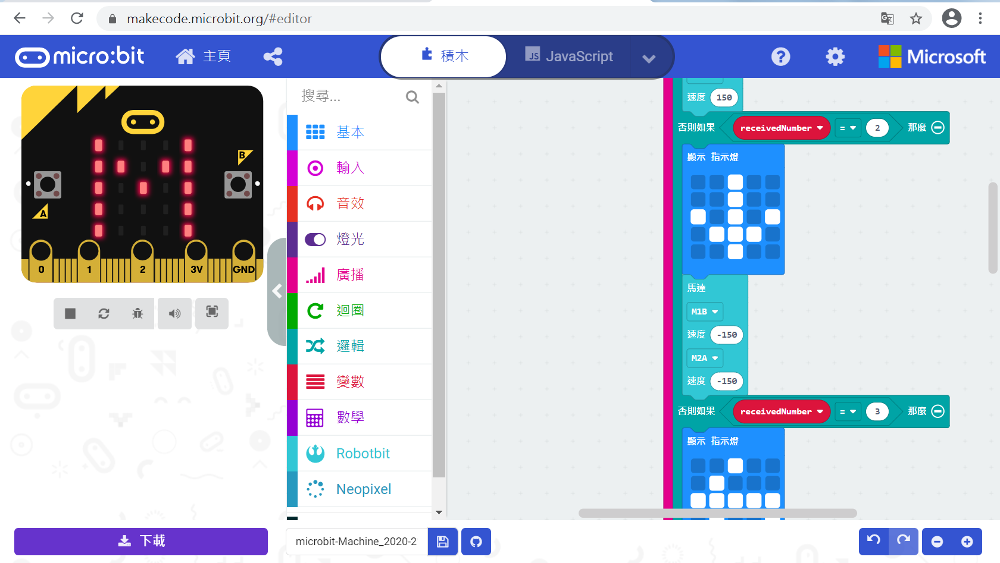 makecode.microbit.org/#editor
micro:bit
主頁
積木
JS JavaScript
Microsoft
B
A
0 1 2 3V GND
搜尋...
基本
輸入
音效
燈光
廣播
迴圈
邏輯
變數
數學
Robotbit
Neopixel
速度 150
否則如果 receivedNumber = 2 那麼
顯示 指示燈
馬達
M1B
速度 -150
M2A
速度 -150
否則如果 receivedNumber = 3 那麼
顯示 指示燈
下載
microbit-Machine_2020-2